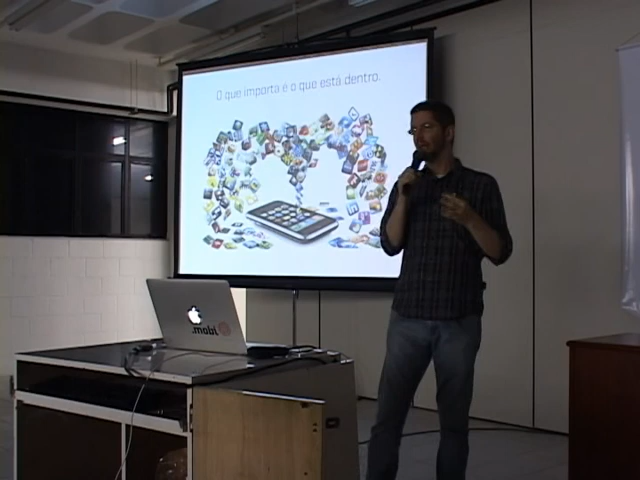 O que importa é o que está dentro.
.mobi